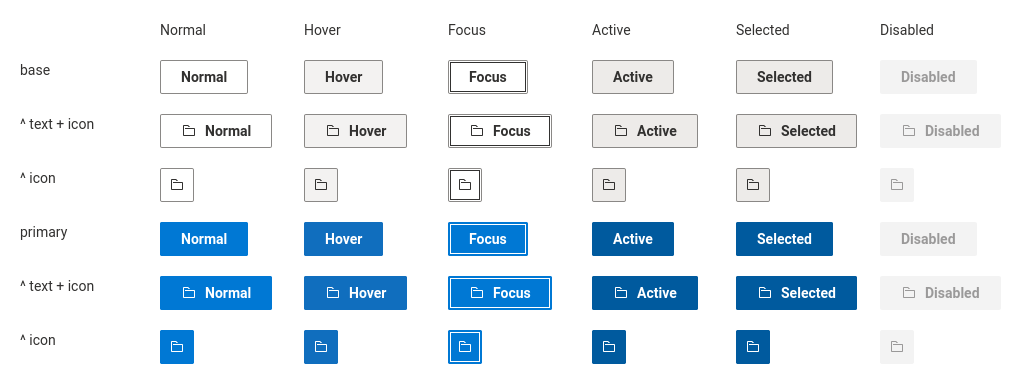 Normal Hover Focus Active Selected Disabled
base Normal Hover Focus Active Selected Disabled
^ text + icon Normal Hover Focus Active Selected Disabled
^ icon
primary Normal Hover Focus Active Selected Disabled
^ text + icon Normal Hover Focus Active Selected Disabled
^ icon